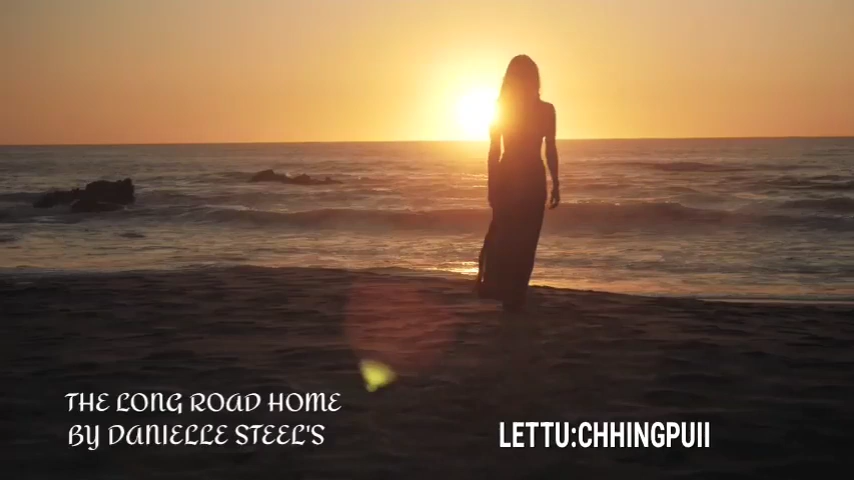 THE LONG ROAD HOME
BY DANIELLE STEEL'S
LETTU:CHHINGPUII